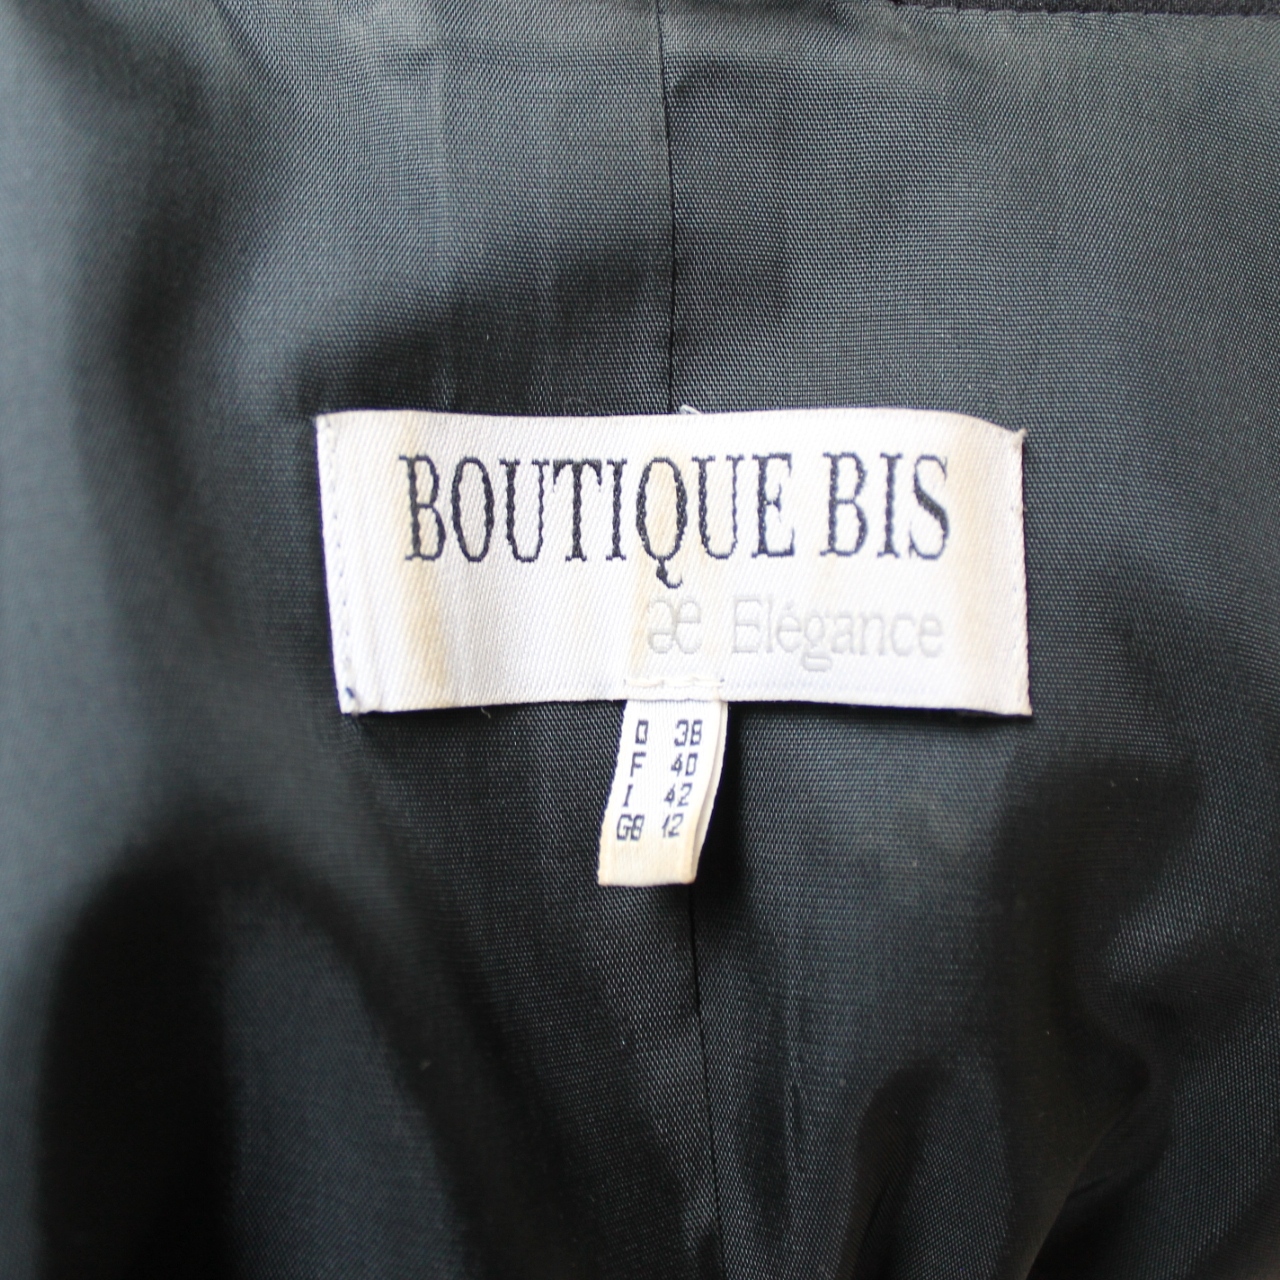 BOUTIQUE BIS
æ Elégance
D 38
F 40
I 42
GB 12